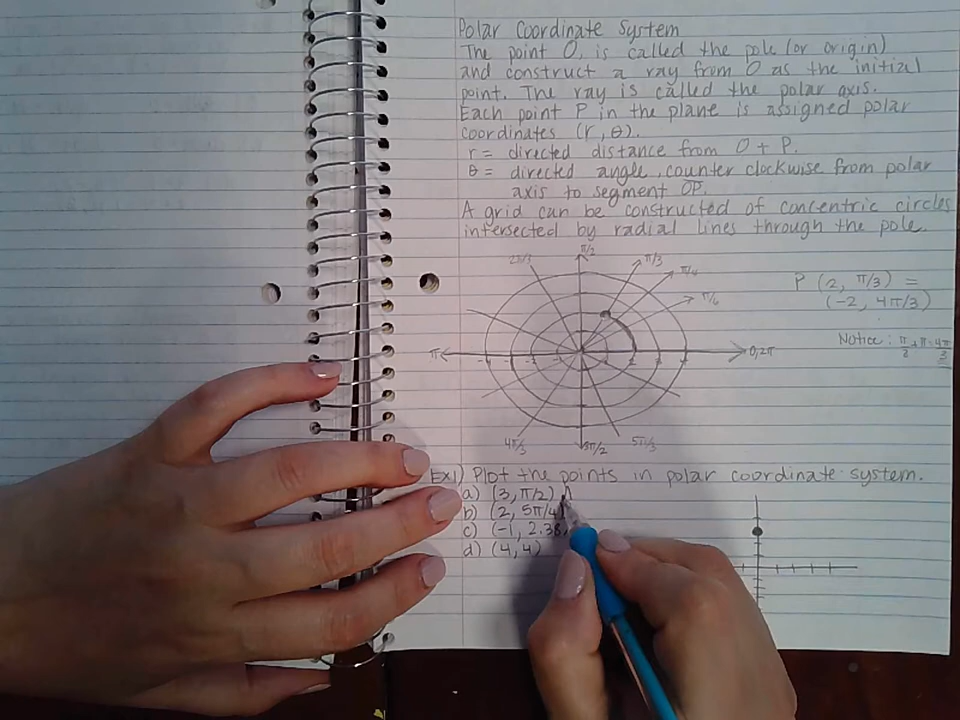 Polar Coordinate System
The point O, is called the pole (or origin)
and construct a ray from O as the initial
point. The ray is called the polar axis.
Each point P in the plane is assigned polar
coordinates (r, θ).
r = directed distance from O + P.
θ = directed angle, counter clockwise from polar
axis to segment OP.
A grid can be constructed of concentric circles
intersected by radial lines through the pole.
π/2
2π/3
π/3
π/4
π/6
π
0,2π
4π/3
3π/2
5π/3
P (2, π/3) =
(-2, 4π/3)
Notice:
Ex1) Plot the points in polar coordinate system.
a) (3, π/2) A
b) (2, 5π/4)
c) (-1, 2.38
d) (4, 4)